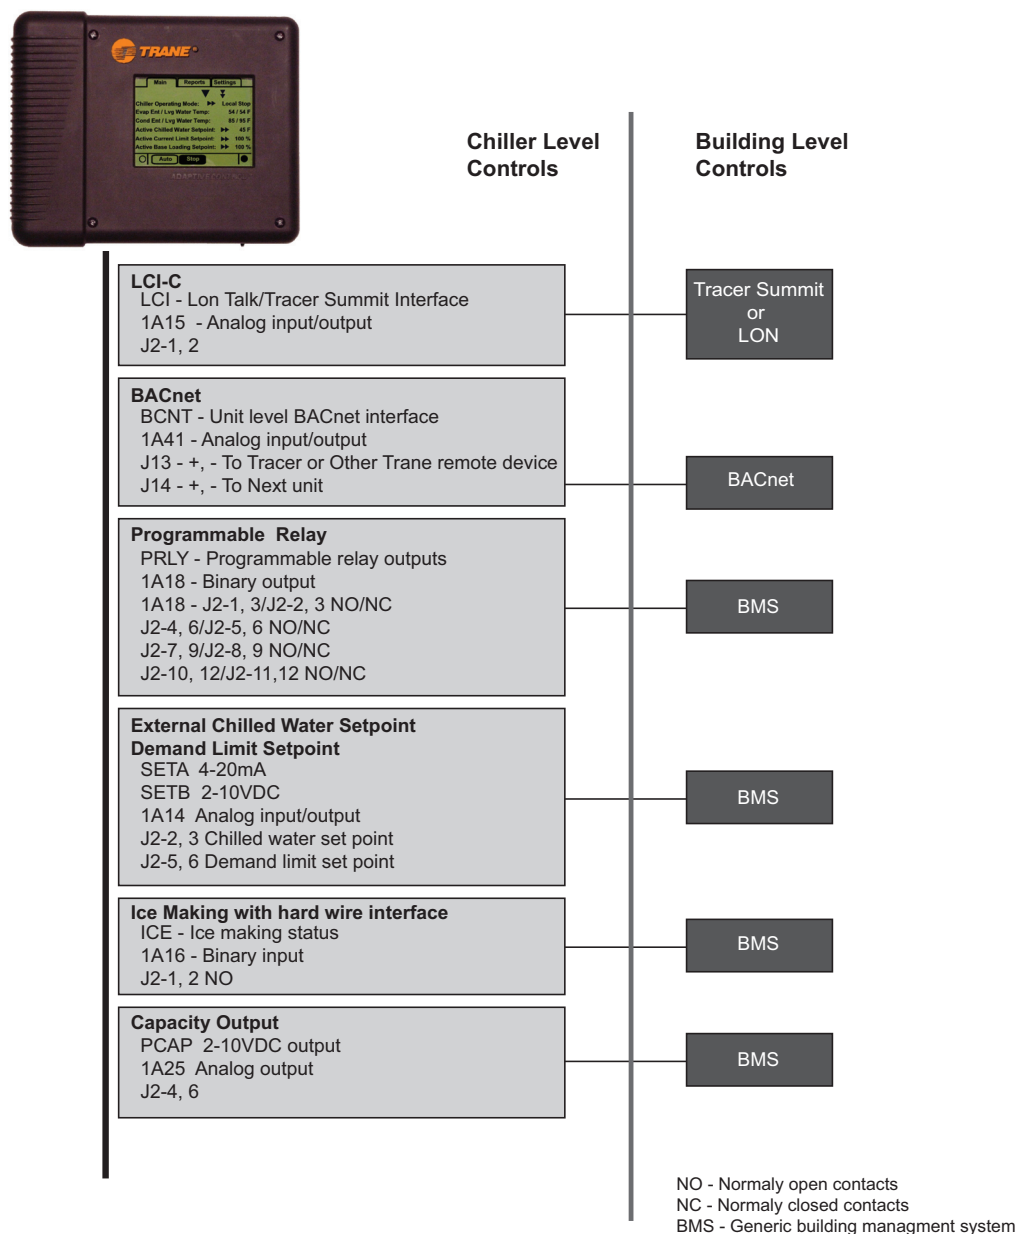 TRANE
Main Reports Settings
Chiller Operating Mode: Local Stop
Evap Ent / Lvg Water Temp: 54 / 54 F
Cond Ent / Lvg Water Temp: 85 / 95 F
Active Chilled Water Setpoint: 45 F
Active Current Limit Setpoint: 100 %
Active Base Loading Setpoint: 100 %
Auto Stop
Chiller Level
Controls
Building Level
Controls
LCI-C
LCI - Lon Talk/Tracer Summit Interface
1A15 - Analog input/output
J2-1, 2
Tracer Summit
or
LON
BACnet
BCNT - Unit level BACnet interface
1A41 - Analog input/output
J13 - +, - To Tracer or Other Trane remote device
J14 - +, - To Next unit
BACnet
Programmable Relay
PRLY - Programmable relay outputs
1A18 - Binary output
1A18 - J2-1, 3/J2-2, 3 NO/NC
J2-4, 6/J2-5, 6 NO/NC
J2-7, 9/J2-8, 9 NO/NC
J2-10, 12/J2-11,12 NO/NC
BMS
External Chilled Water Setpoint
Demand Limit Setpoint
SETA 4-20mA
SETB 2-10VDC
1A14 Analog input/output
J2-2, 3 Chilled water set point
J2-5, 6 Demand limit set point
BMS
Ice Making with hard wire interface
ICE - Ice making status
1A16 - Binary input
J2-1, 2 NO
BMS
Capacity Output
PCAP 2-10VDC output
1A25 Analog output
J2-4, 6
BMS
NO - Normaly open contacts
NC - Normaly closed contacts
BMS - Generic building managment system